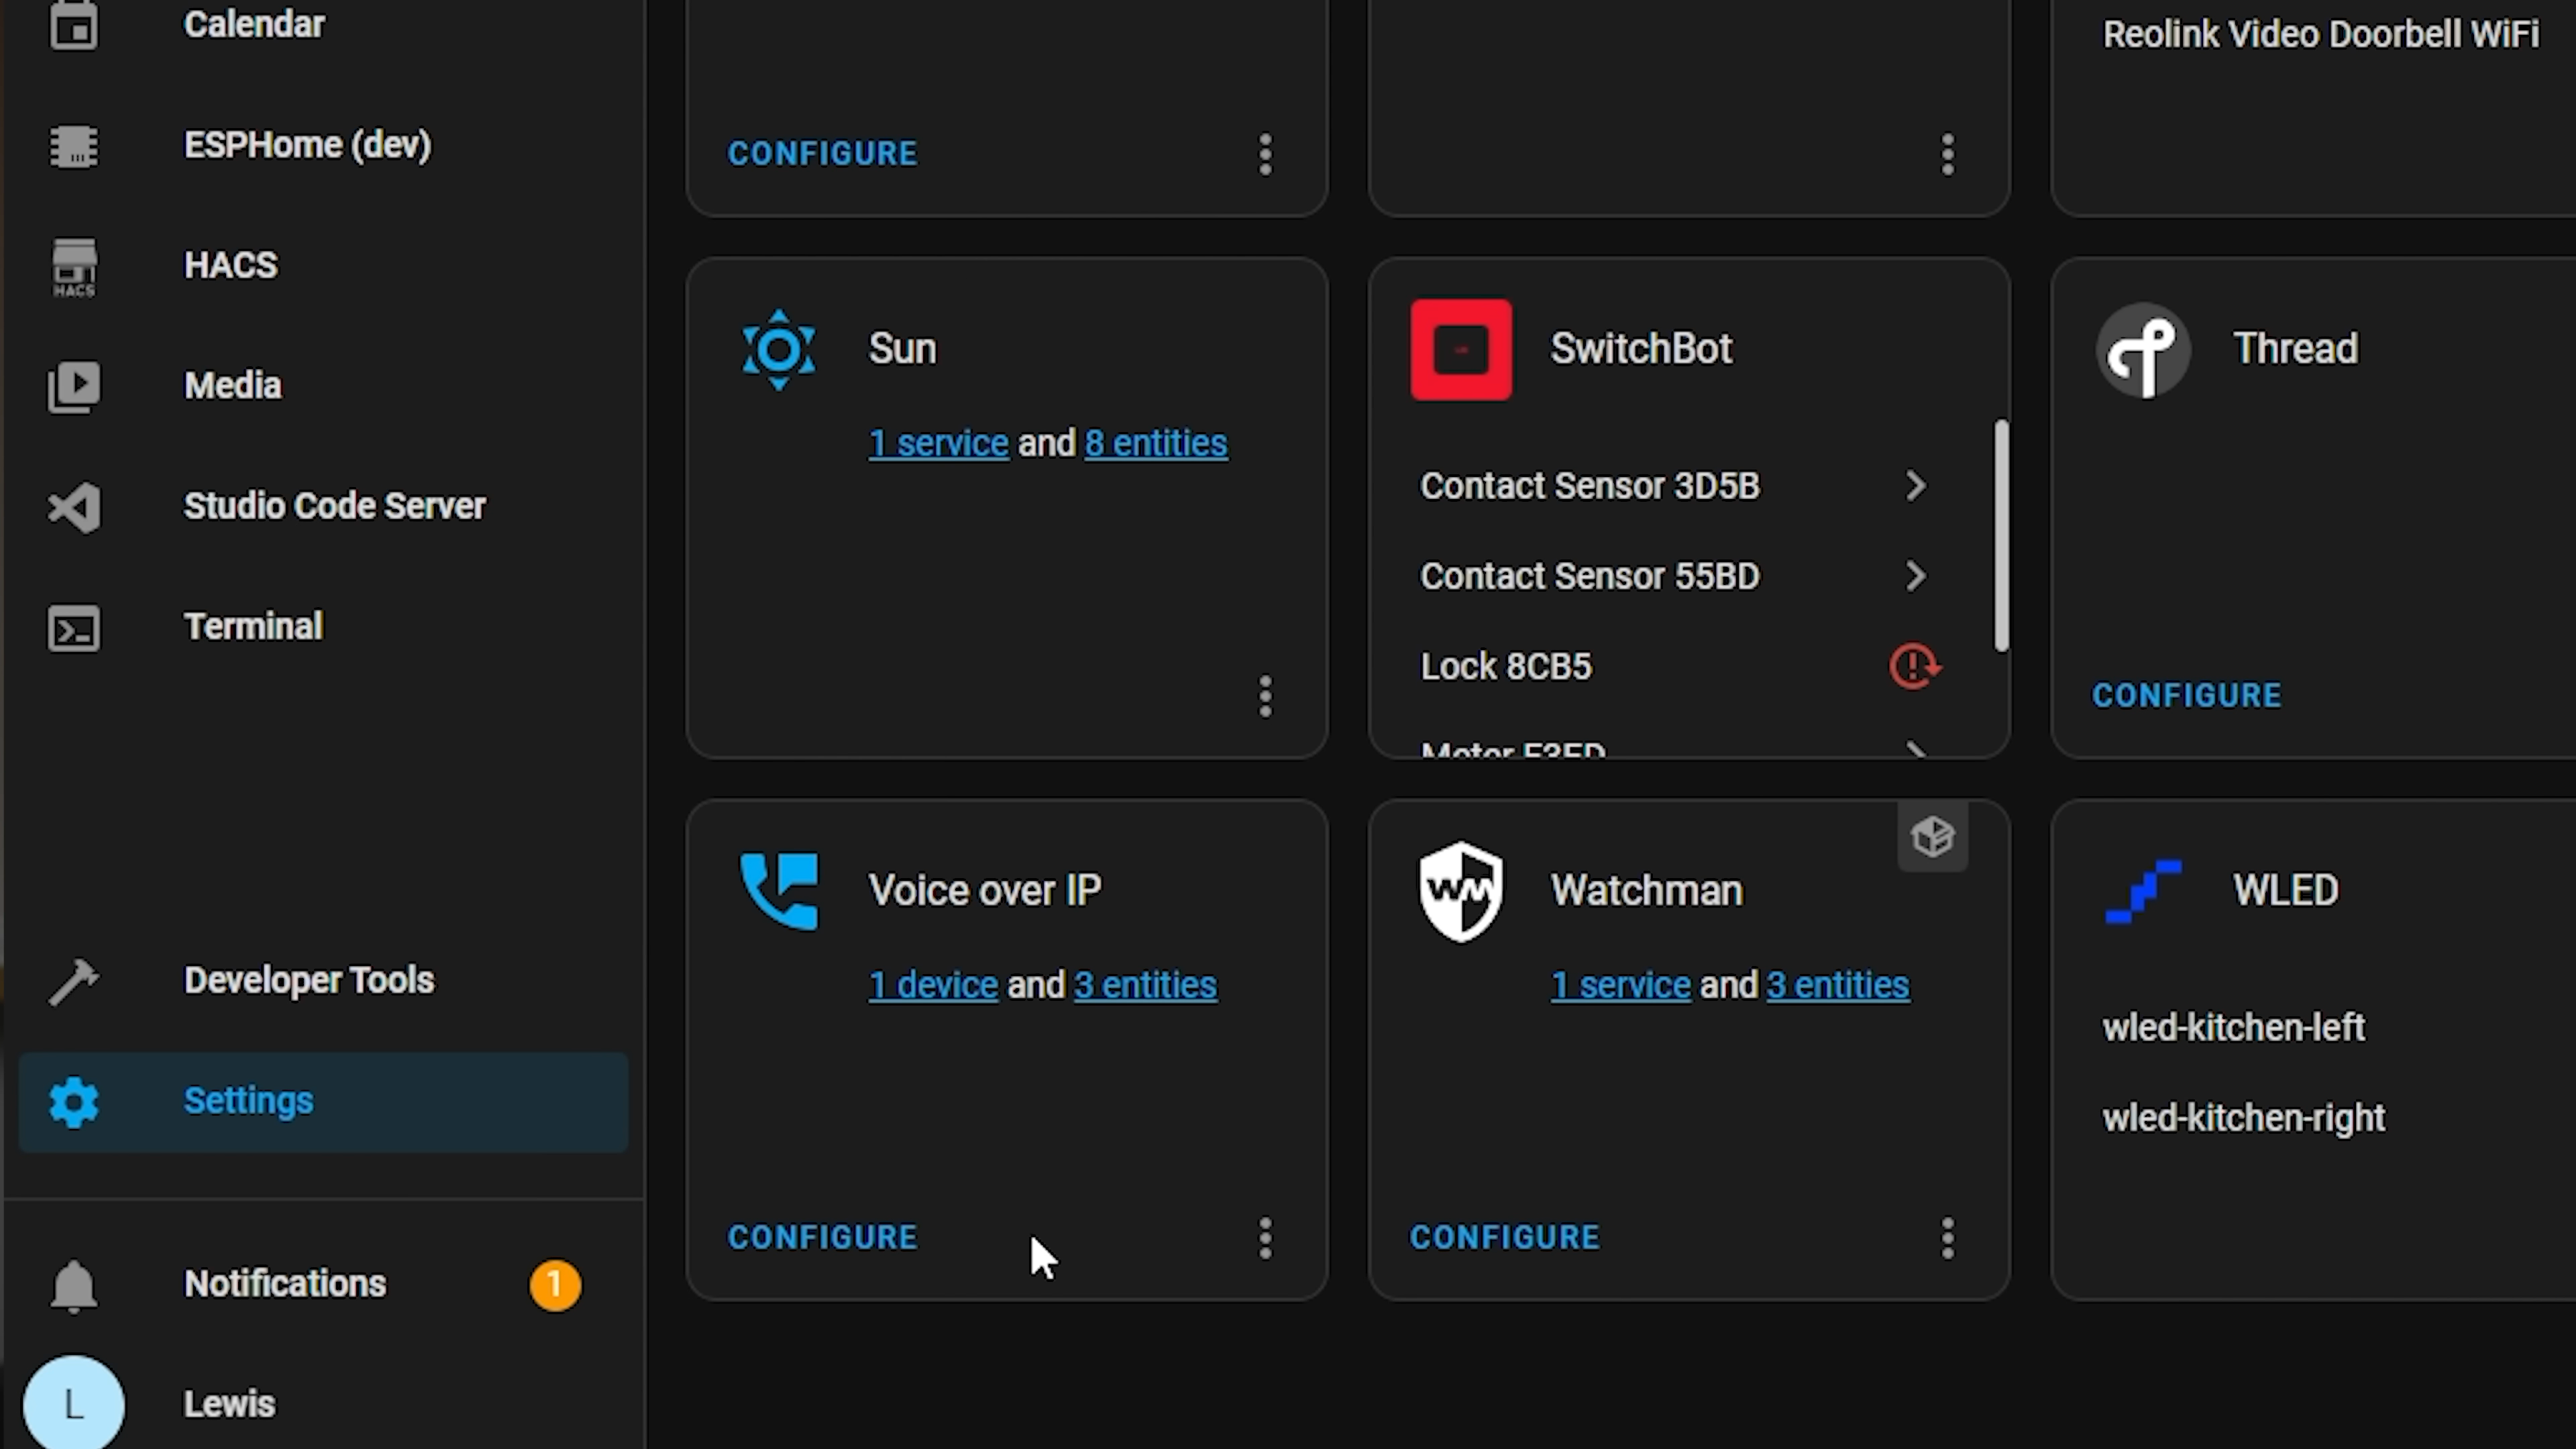 Calendar
ESPHome (dev)
HACS
HACS
Media
Studio Code Server
Terminal
Developer Tools
Settings
Notifications
1
L
Lewis
CONFIGURE
Reolink Video Doorbell WiFi
Sun
1 service and 8 entities
SwitchBot
Contact Sensor 3D5B
Contact Sensor 55BD
Lock 8CB5
Thread
CONFIGURE
Voice over IP
1 device and 3 entities
CONFIGURE
WM
Watchman
1 service and 3 entities
CONFIGURE
WLED
wled-kitchen-left
wled-kitchen-right